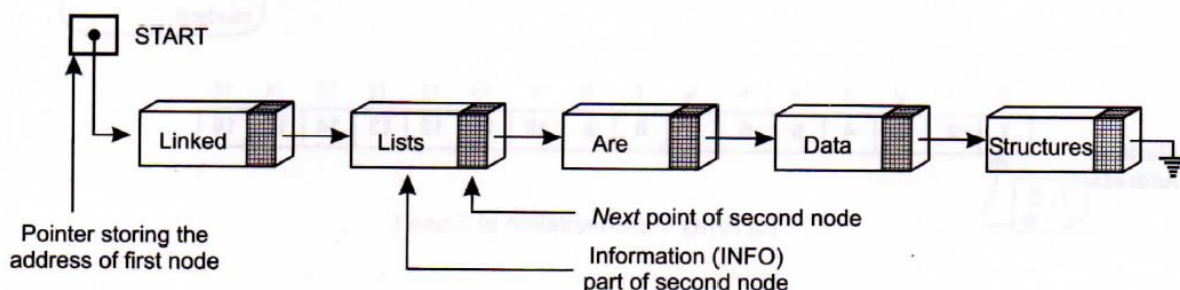 START
Linked
Lists
Are
Data
Structures
Next point of second node
Pointer storing the
address of first node
Information (INFO)
part of second node